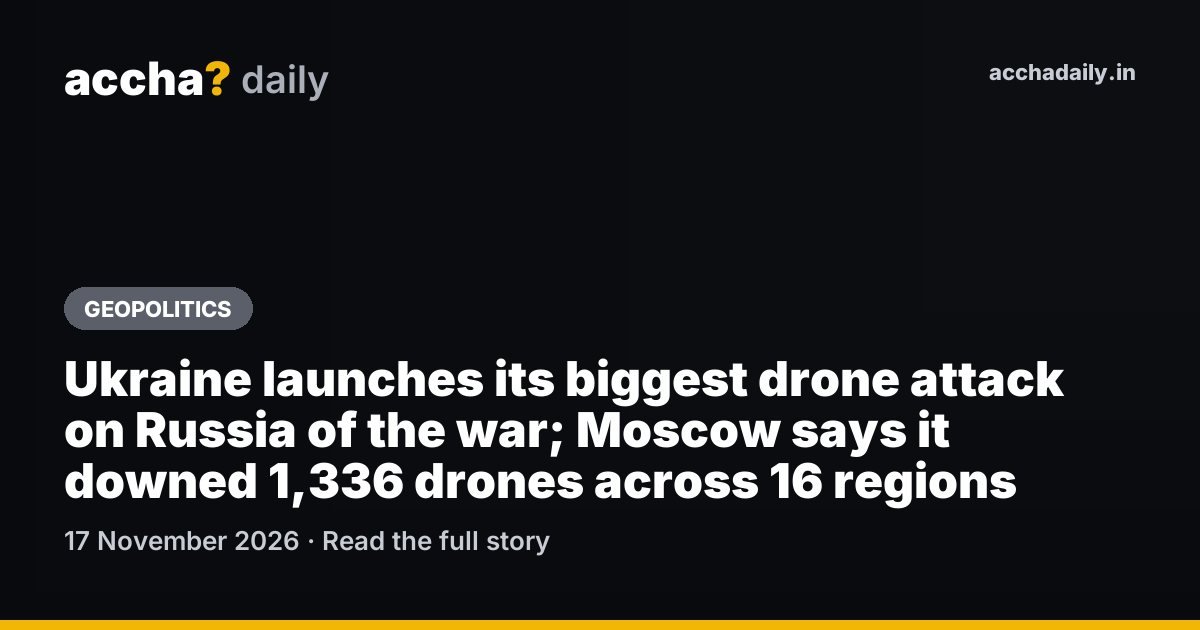 accha? daily
acchadaily.in
GEOPOLITICS
Ukraine launches its biggest drone attack
on Russia of the war; Moscow says it
downed 1,336 drones across 16 regions
17 November 2026 · Read the full story